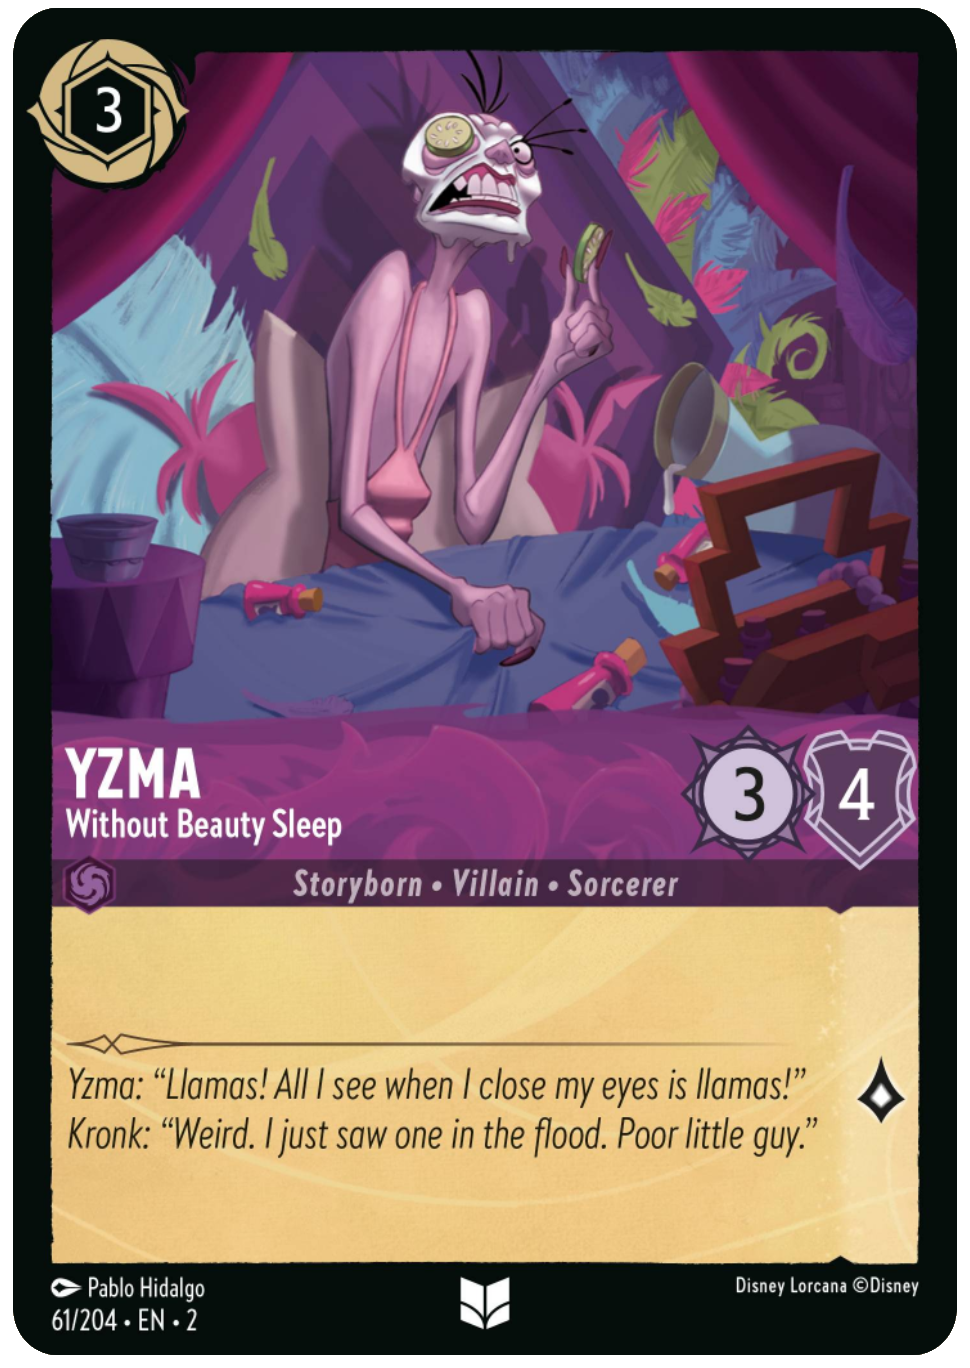 3
YZMA
Without Beauty Sleep
3
4
Storyborn • Villain • Sorcerer
Yzma: “Llamas! All I see when I close my eyes is llamas!”
Kronk: “Weird. I just saw one in the flood. Poor little guy.”
Pablo Hidalgo
61/204 • EN • 2
Disney Lorcana ©Disney